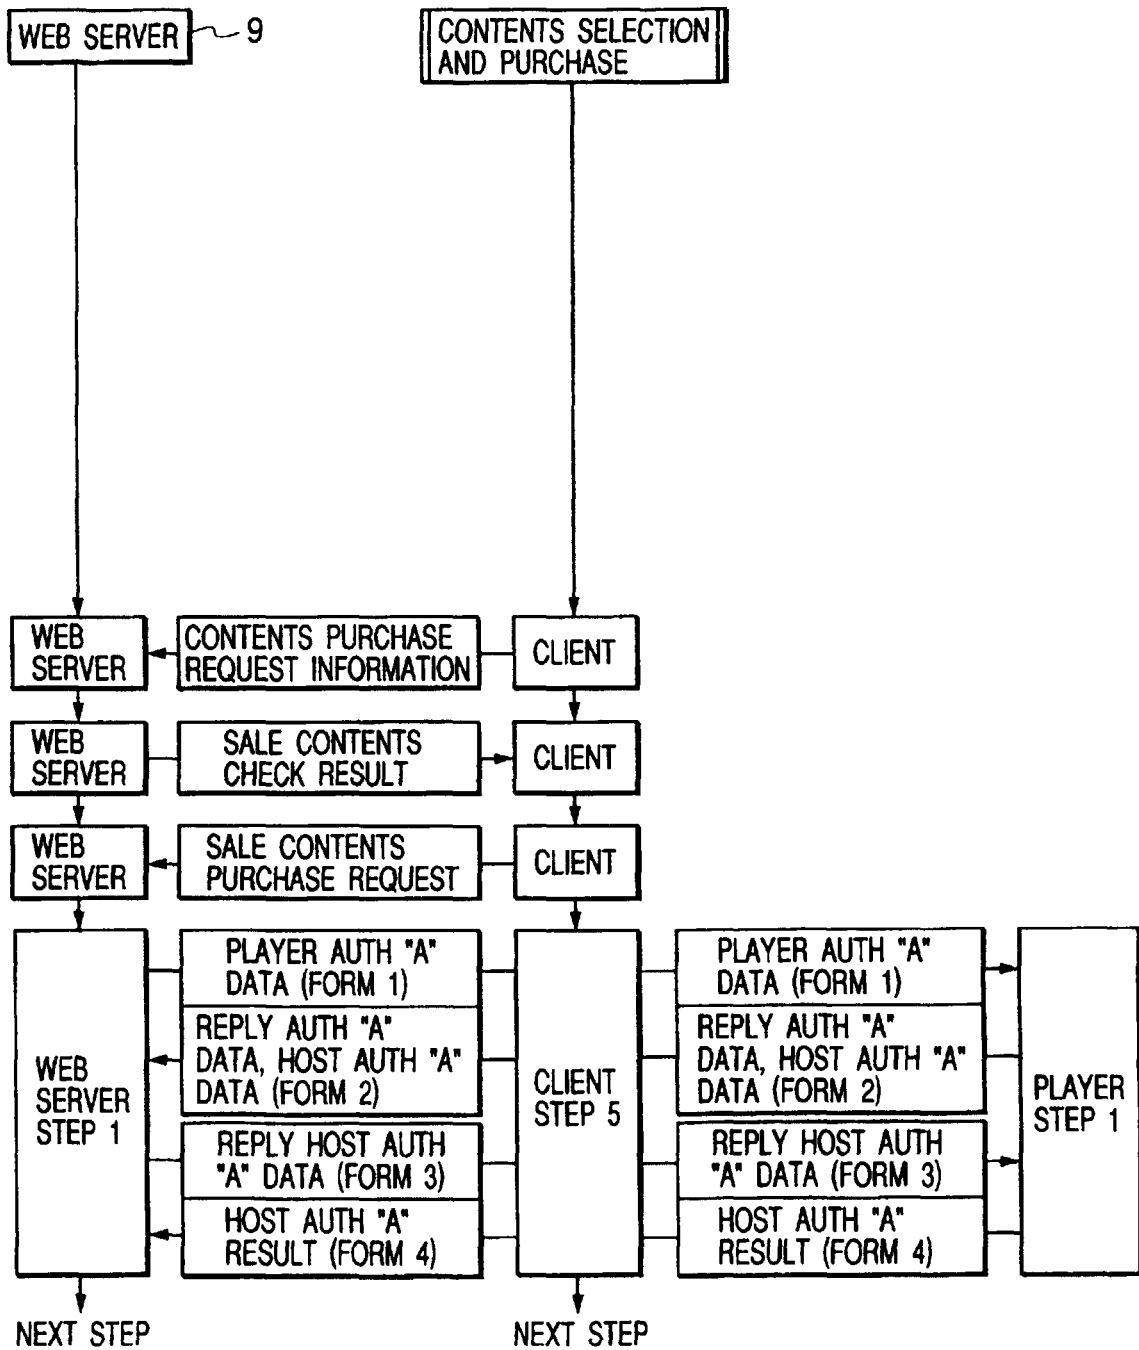 WEB SERVER
9
CONTENTS SELECTION
AND PURCHASE
WEB
SERVER
CONTENTS PURCHASE
REQUEST INFORMATION
CLIENT
WEB
SERVER
SALE CONTENTS
CHECK RESULT
CLIENT
WEB
SERVER
SALE CONTENTS
PURCHASE REQUEST
CLIENT
WEB
SERVER
STEP 1
PLAYER AUTH "A"
DATA (FORM 1)
REPLY AUTH "A"
DATA, HOST AUTH "A"
DATA (FORM 2)
REPLY HOST AUTH
"A" DATA (FORM 3)
HOST AUTH "A"
RESULT (FORM 4)
CLIENT
STEP 5
PLAYER AUTH "A"
DATA (FORM 1)
REPLY AUTH "A"
DATA, HOST AUTH "A"
DATA (FORM 2)
REPLY HOST AUTH
"A" DATA (FORM 3)
HOST AUTH "A"
RESULT (FORM 4)
PLAYER
STEP 1
NEXT STEP
NEXT STEP